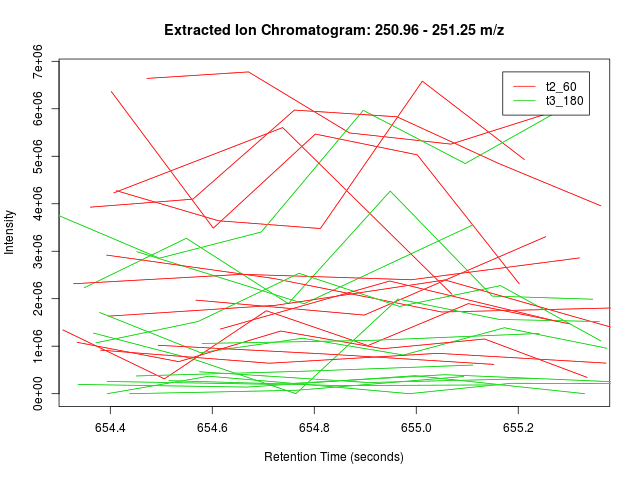 Extracted Ion Chromatogram: 250.96 - 251.25 m/z
7e+06
6e+06
5e+06
4e+06
3e+06
2e+06
1e+06
0e+00
Intensity
t2_60
t3_180
654.4 654.6 654.8 655.0 655.2
Retention Time (seconds)